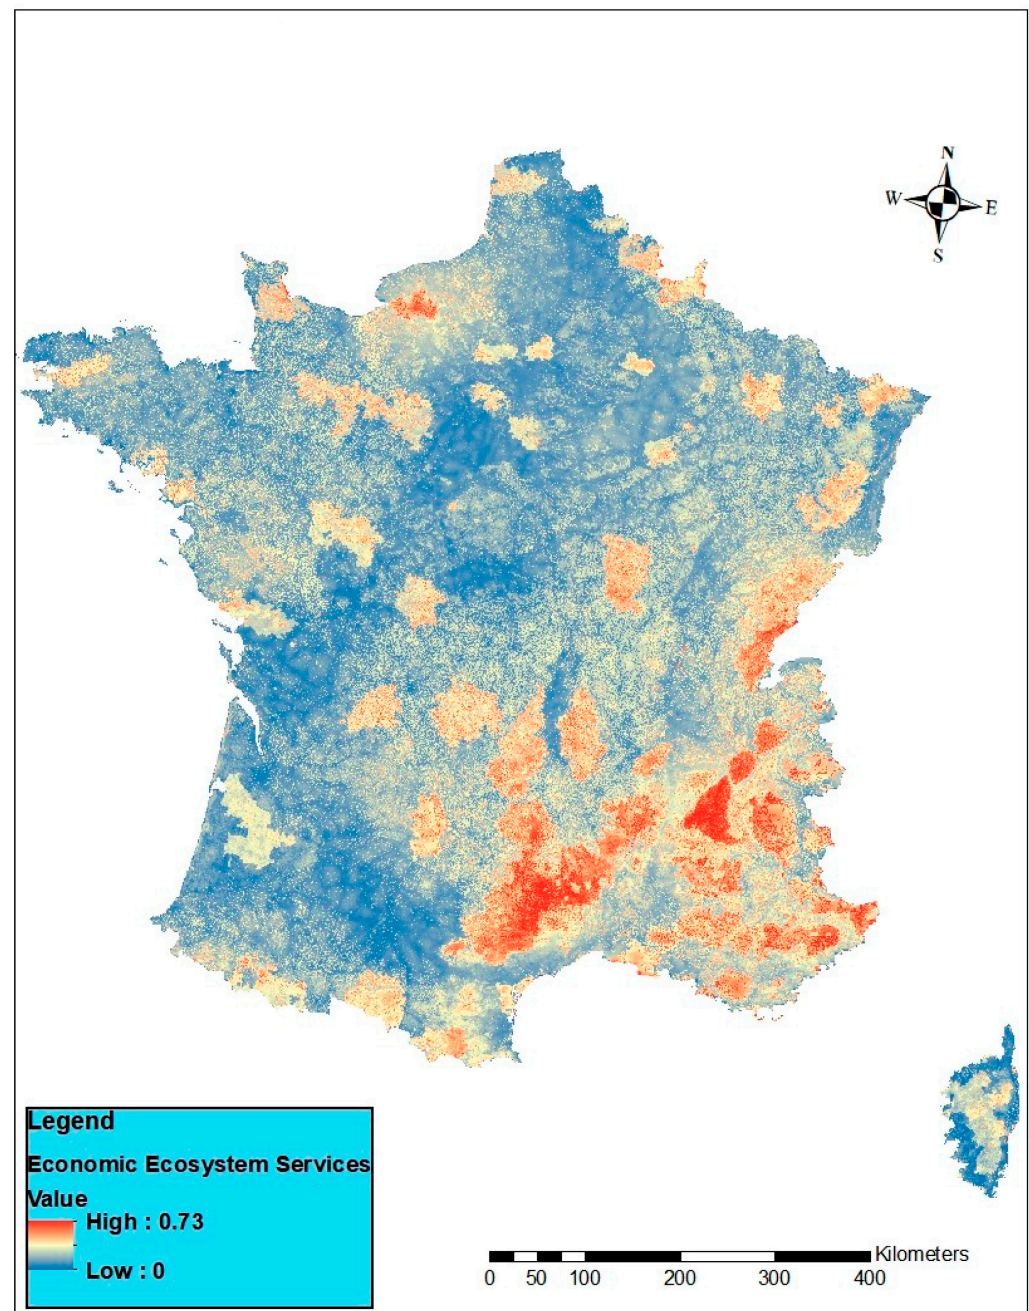 N
W E
S
Legend
Economic Ecosystem Services
Value
High : 0.73
Low : 0
Kilometers
0 50 100 200 300 400